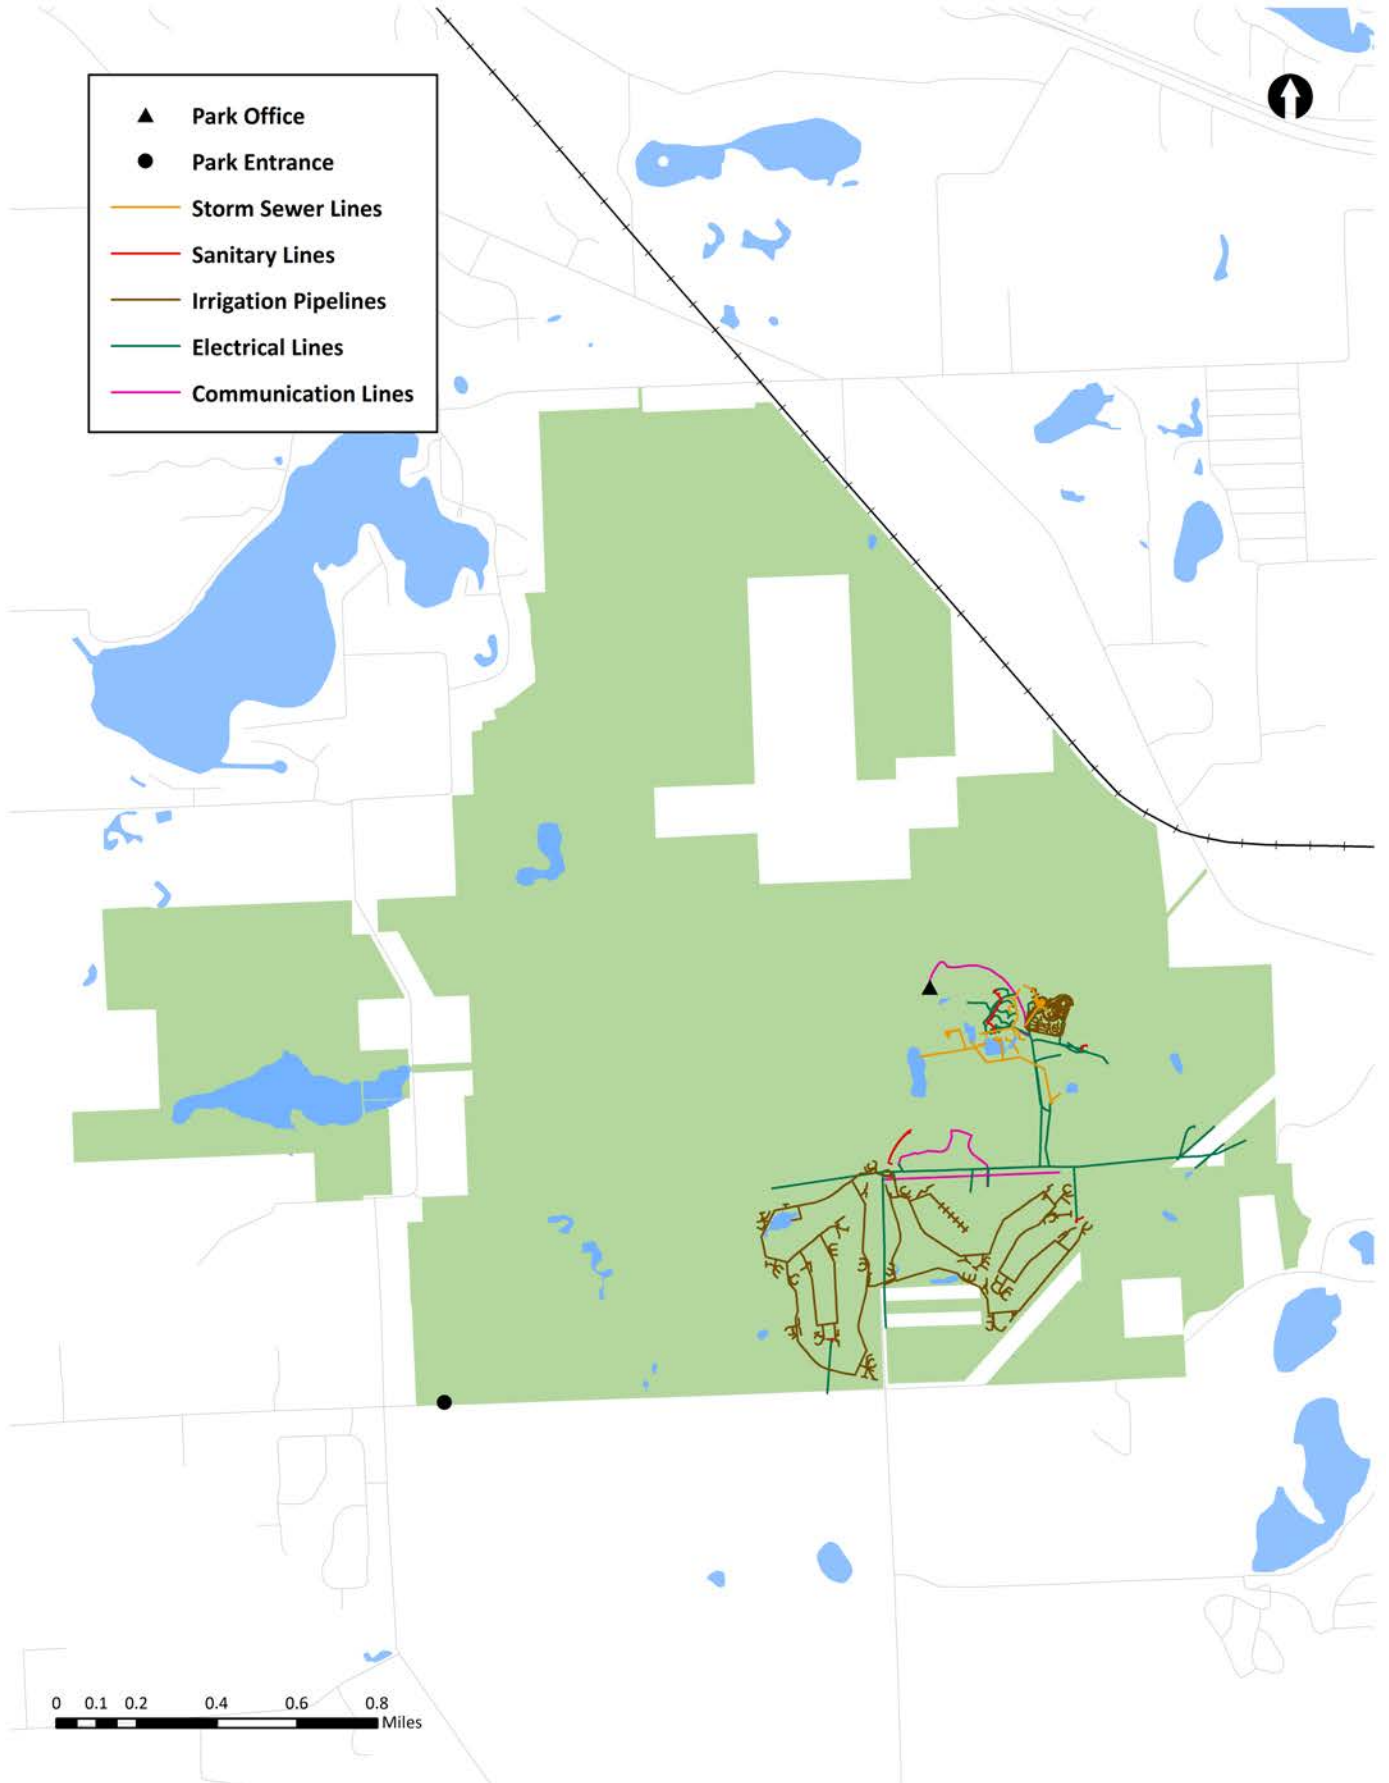 Park Office
Park Entrance
Storm Sewer Lines
Sanitary Lines
Irrigation Pipelines
Electrical Lines
Communication Lines
0 0.1 0.2 0.4 0.6 0.8
Miles